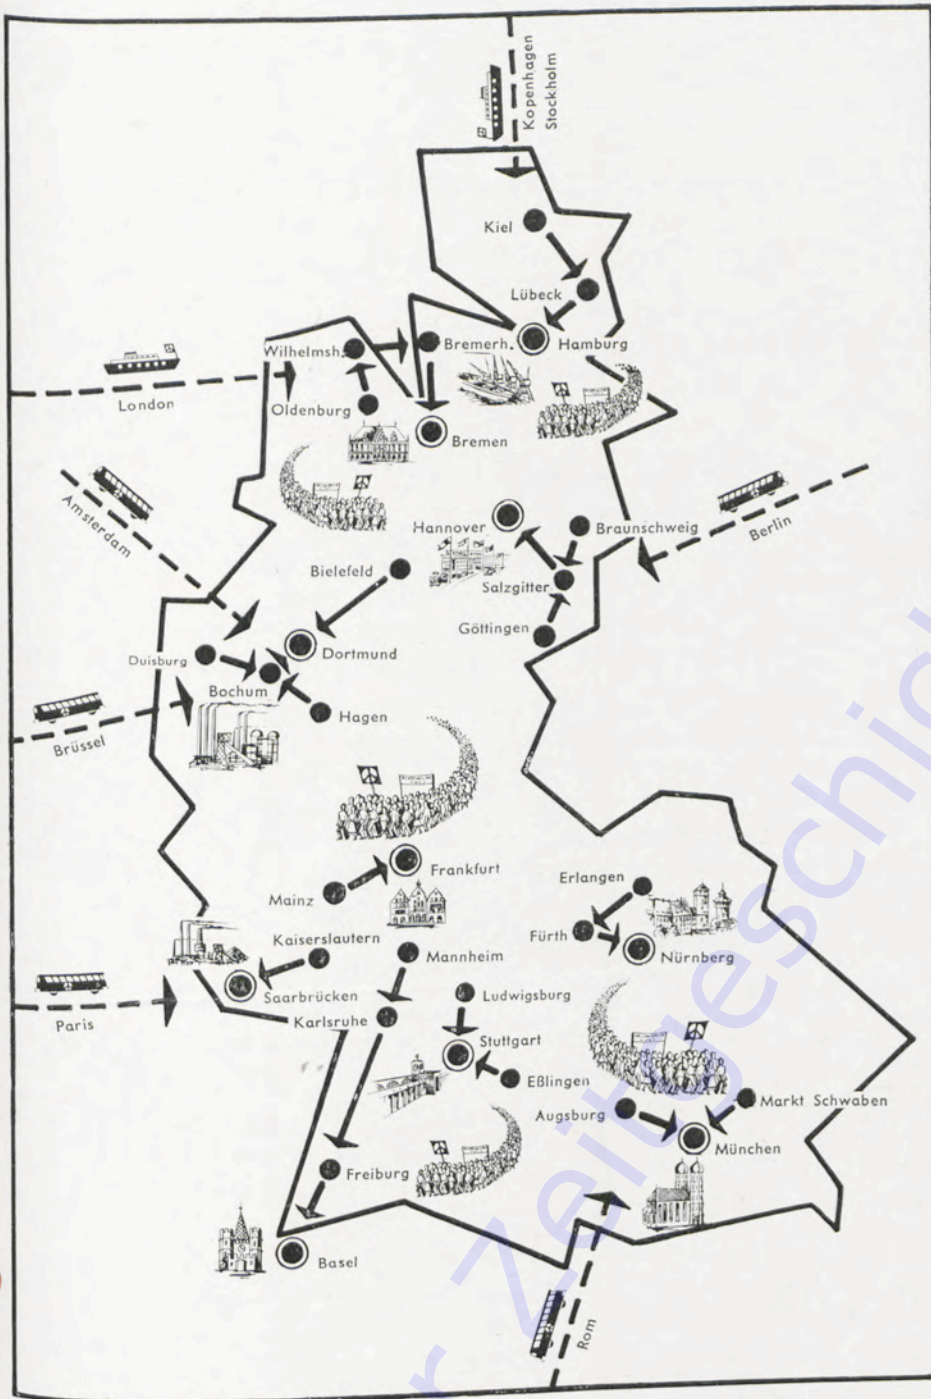 Kopenhagen
Stockholm
Kiel
Lübeck
Hamburg
Wilhelmsh.
Bremerh.
London
Oldenburg
Bremen
Amsterdam
Hannover
Braunschweig
Berlin
Bielefeld
Salzgitter
Göttingen
Dortmund
Duisburg
Bochum
Hagen
Brüssel
Frankfurt
Mainz
Erlangen
Kaiserslautern
Mannheim
Fürth
Nürnberg
Saarbrücken
Ludwigsburg
Paris
Karlsruhe
Stuttgart
Eßlingen
Augsburg
Markt Schwaben
München
Freiburg
Basel
Rom
r Zeitgeschich